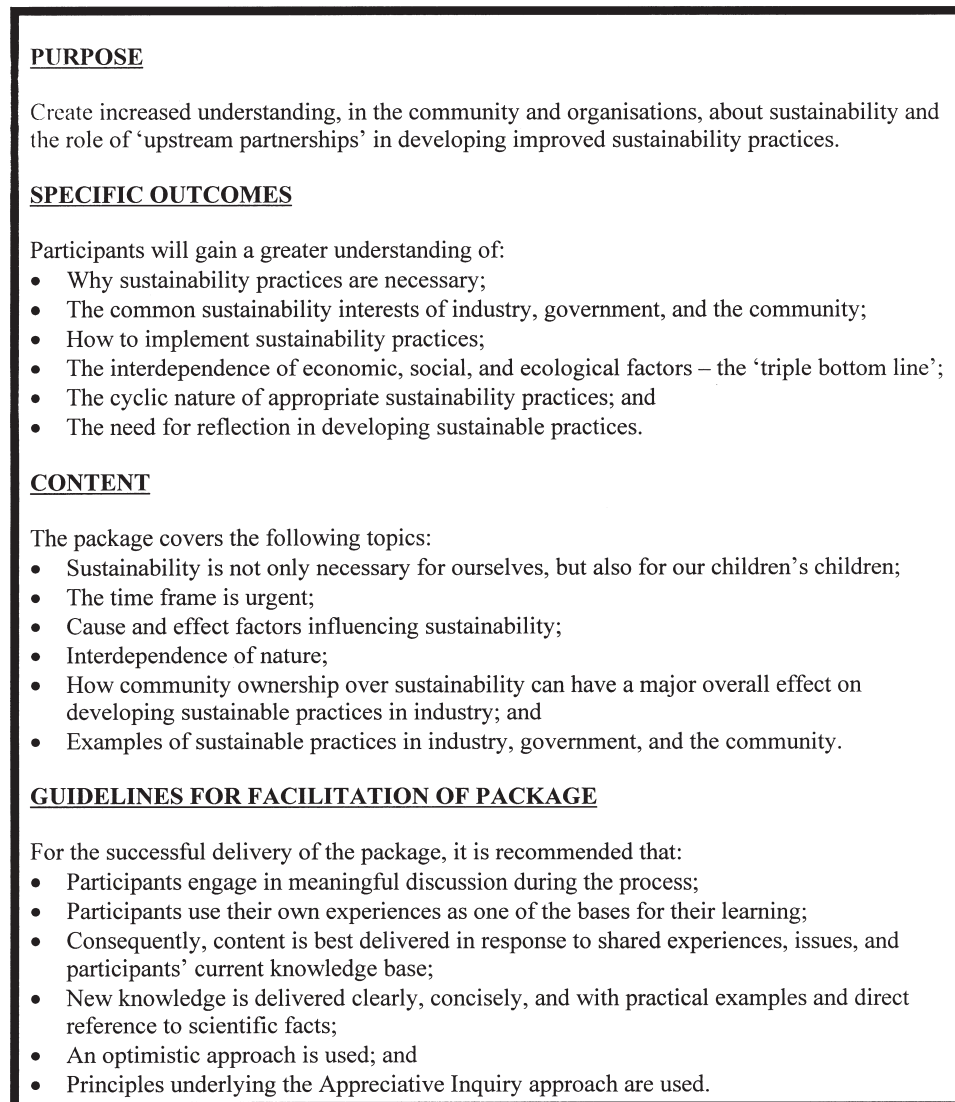 PURPOSE
Create increased understanding, in the community and organisations, about sustainability and
the role of ‘upstream partnerships’ in developing improved sustainability practices.
SPECIFIC OUTCOMES
Participants will gain a greater understanding of:
• Why sustainability practices are necessary;
• The common sustainability interests of industry, government, and the community;
• How to implement sustainability practices;
• The interdependence of economic, social, and ecological factors – the ‘triple bottom line’;
• The cyclic nature of appropriate sustainability practices; and
• The need for reflection in developing sustainable practices.
CONTENT
The package covers the following topics:
• Sustainability is not only necessary for ourselves, but also for our children’s children;
• The time frame is urgent;
• Cause and effect factors influencing sustainability;
• Interdependence of nature;
• How community ownership over sustainability can have a major overall effect on
developing sustainable practices in industry; and
• Examples of sustainable practices in industry, government, and the community.
GUIDELINES FOR FACILITATION OF PACKAGE
For the successful delivery of the package, it is recommended that:
• Participants engage in meaningful discussion during the process;
• Participants use their own experiences as one of the bases for their learning;
• Consequently, content is best delivered in response to shared experiences, issues, and
participants’ current knowledge base;
• New knowledge is delivered clearly, concisely, and with practical examples and direct
reference to scientific facts;
• An optimistic approach is used; and
• Principles underlying the Appreciative Inquiry approach are used.